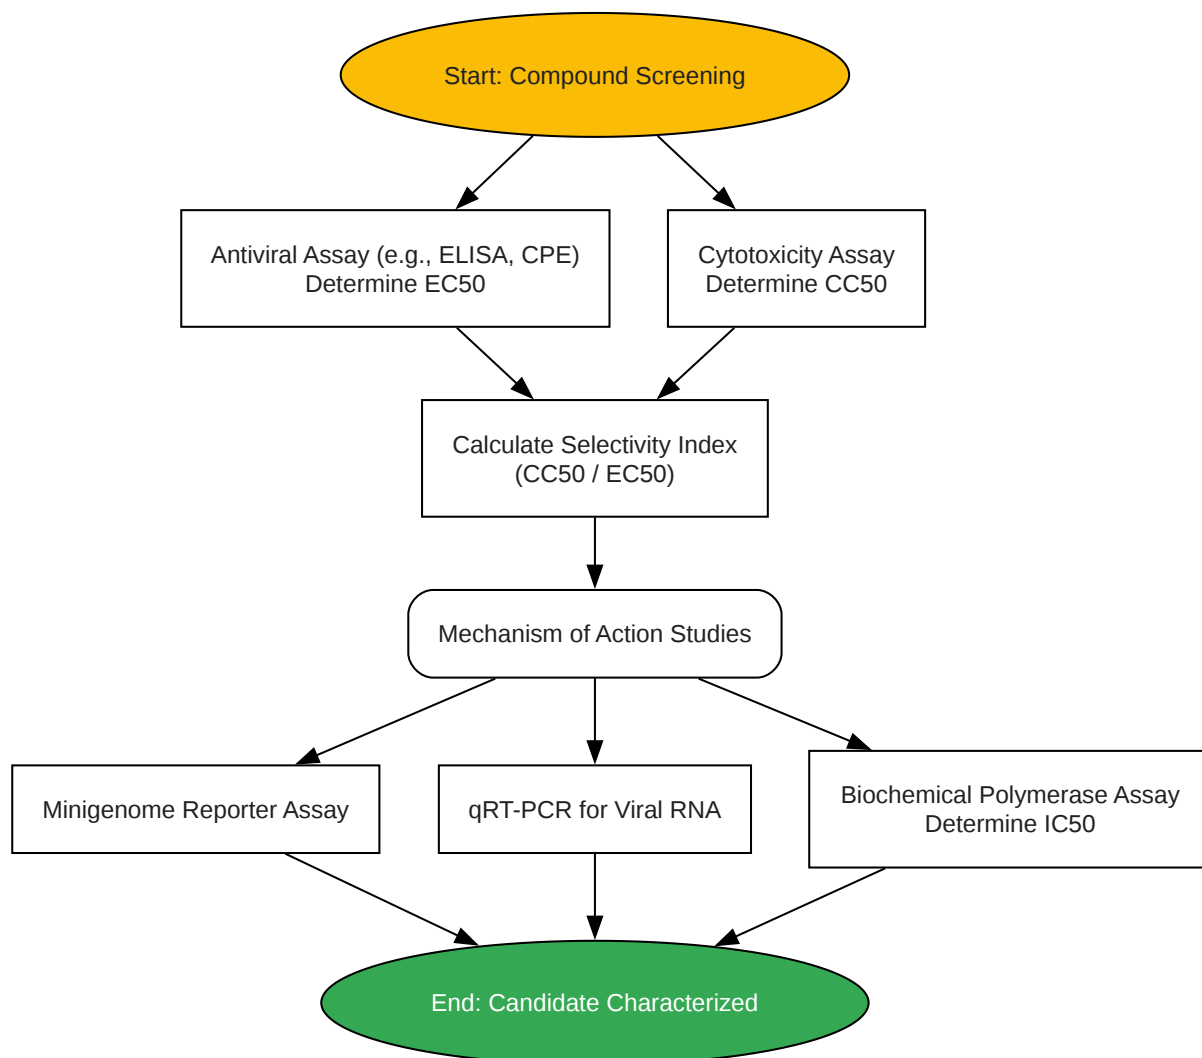 Start: Compound Screening
Antiviral Assay (e.g., ELISA, CPE)
Determine EC50
Cytotoxicity Assay
Determine CC50
Calculate Selectivity Index
(CC50 / EC50)
Mechanism of Action Studies
Minigenome Reporter Assay
qRT-PCR for Viral RNA
Biochemical Polymerase Assay
Determine IC50
End: Candidate Characterized